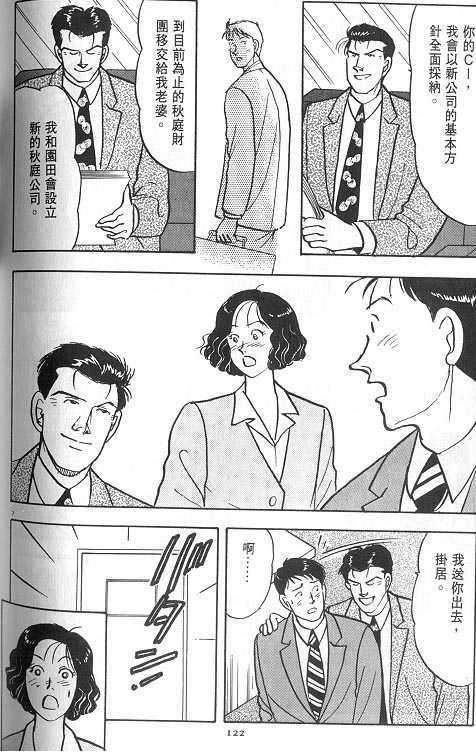 你的Ｃ，
我會以新公司的基本方
針全面採納。
到目前為止的秋庭財
團移交給我老婆。
我和園田會設立
新的秋庭公司。
我送你出去，
掛居。
啊……
バタン
122